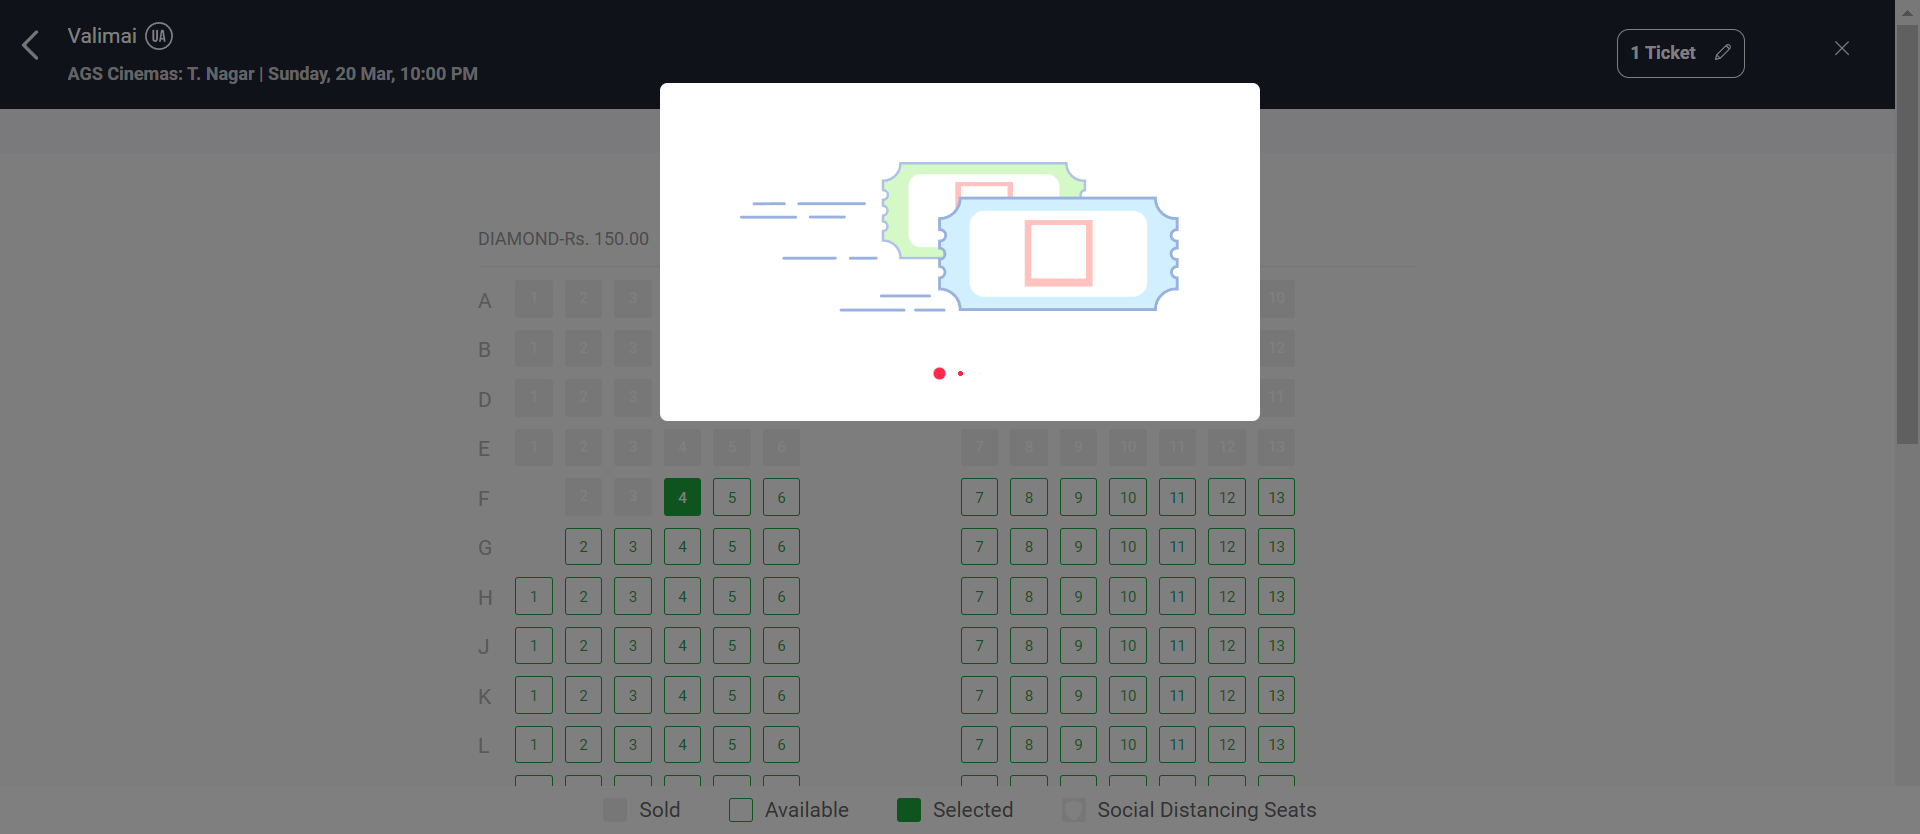 Valimai UA
AGS Cinemas: T. Nagar | Sunday, 20 Mar, 10:00 PM
1 Ticket
DIAMOND-Rs. 150.00
A 1 2 3 10
B 1 2 3 12
D 1 2 3 11
E 1 2 3 4 5 6 7 8 9 10 11 12 13
F 2 3 4 5 6 7 8 9 10 11 12 13
G 2 3 4 5 6 7 8 9 10 11 12 13
H 1 2 3 4 5 6 7 8 9 10 11 12 13
J 1 2 3 4 5 6 7 8 9 10 11 12 13
K 1 2 3 4 5 6 7 8 9 10 11 12 13
L 1 2 3 4 5 6 7 8 9 10 11 12 13
Sold Available Selected Social Distancing Seats